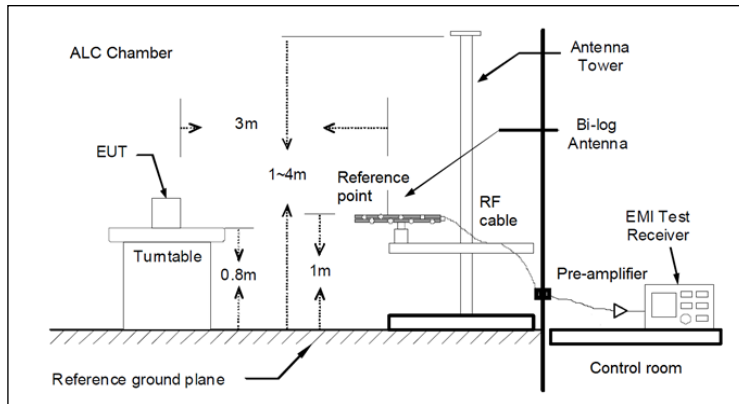 ALC Chamber
Antenna
Tower
3m
Bi-log
Antenna
EUT
1~4m
Reference
point
RF
cable
EMI Test
Receiver
Turntable
0.8m
1m
Pre-amplifier
Reference ground plane
Control room